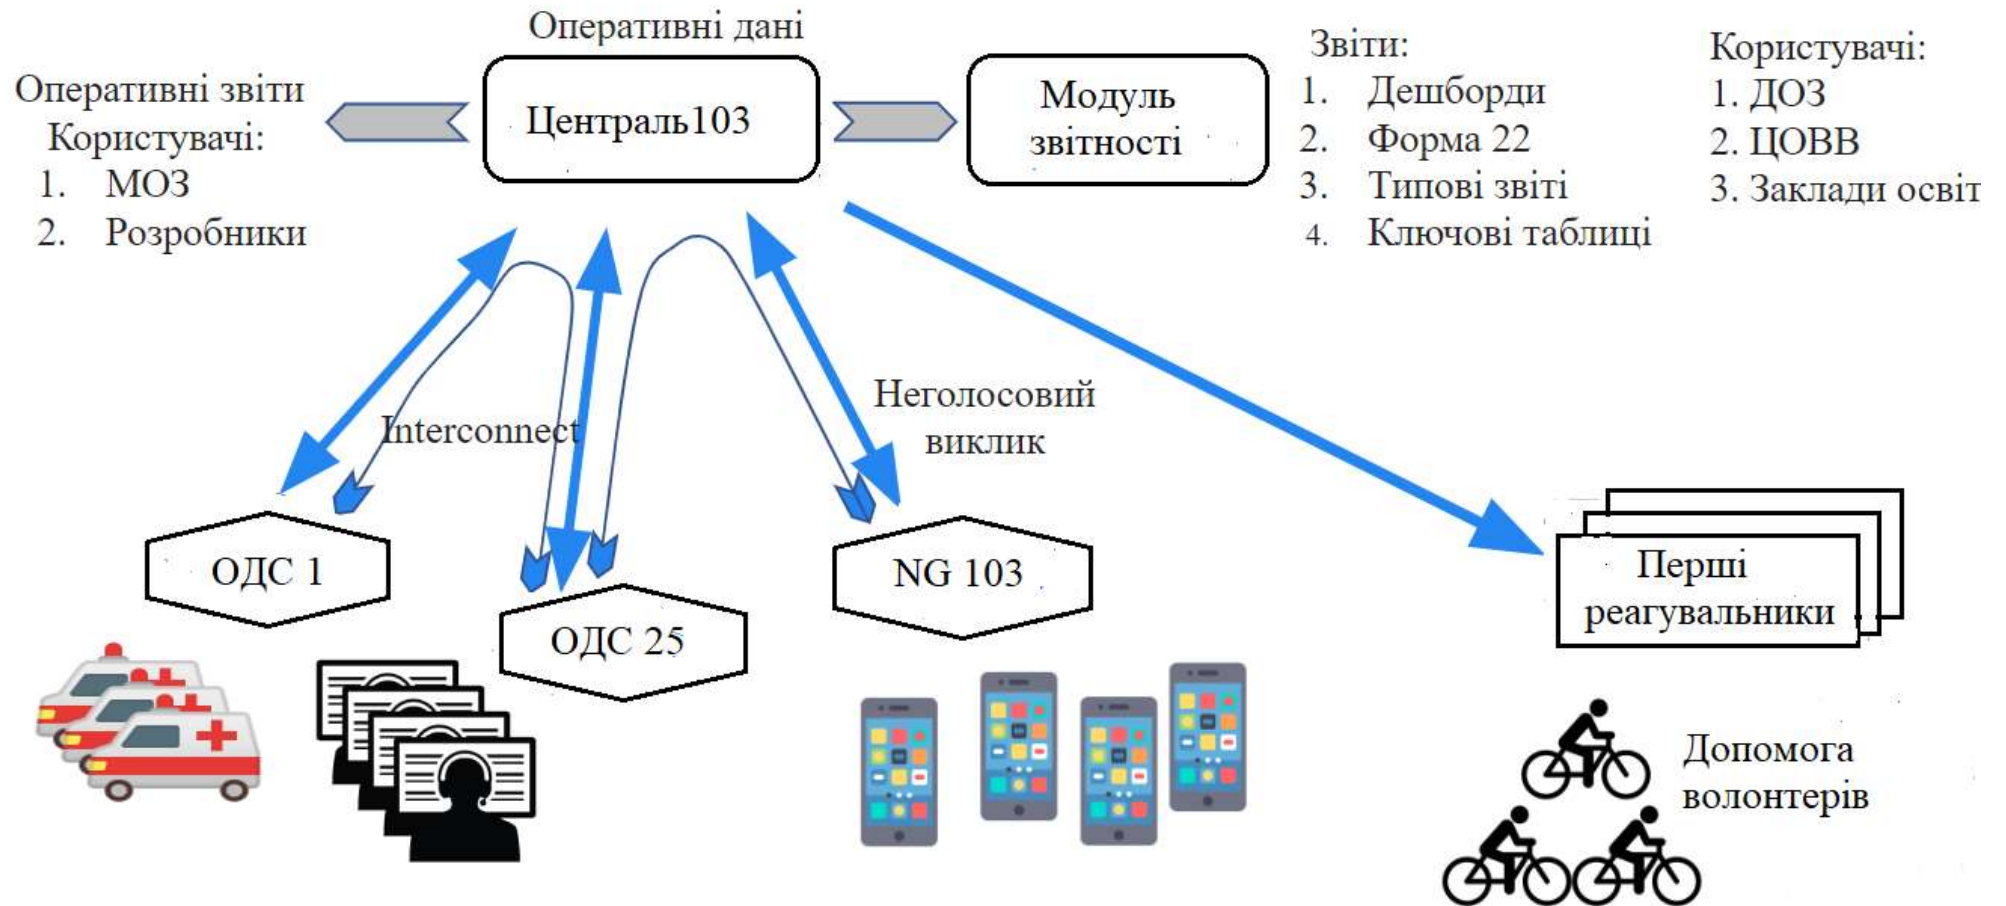 Оперативні дані
Оперативні звіти
Користувачі:
1. МОЗ
2. Розробники
Централь103
Модуль
звітності
Звіти:
1. Дешборди
2. Форма 22
3. Типові звіті
4. Ключові таблиці
Користувачі:
1. ДОЗ
2. ЦОВВ
3. Заклади освіт
Interconnect
Неголосовий
виклик
ОДС 1
ОДС 25
NG 103
Перші
реагувальники
Допомога
волонтерів